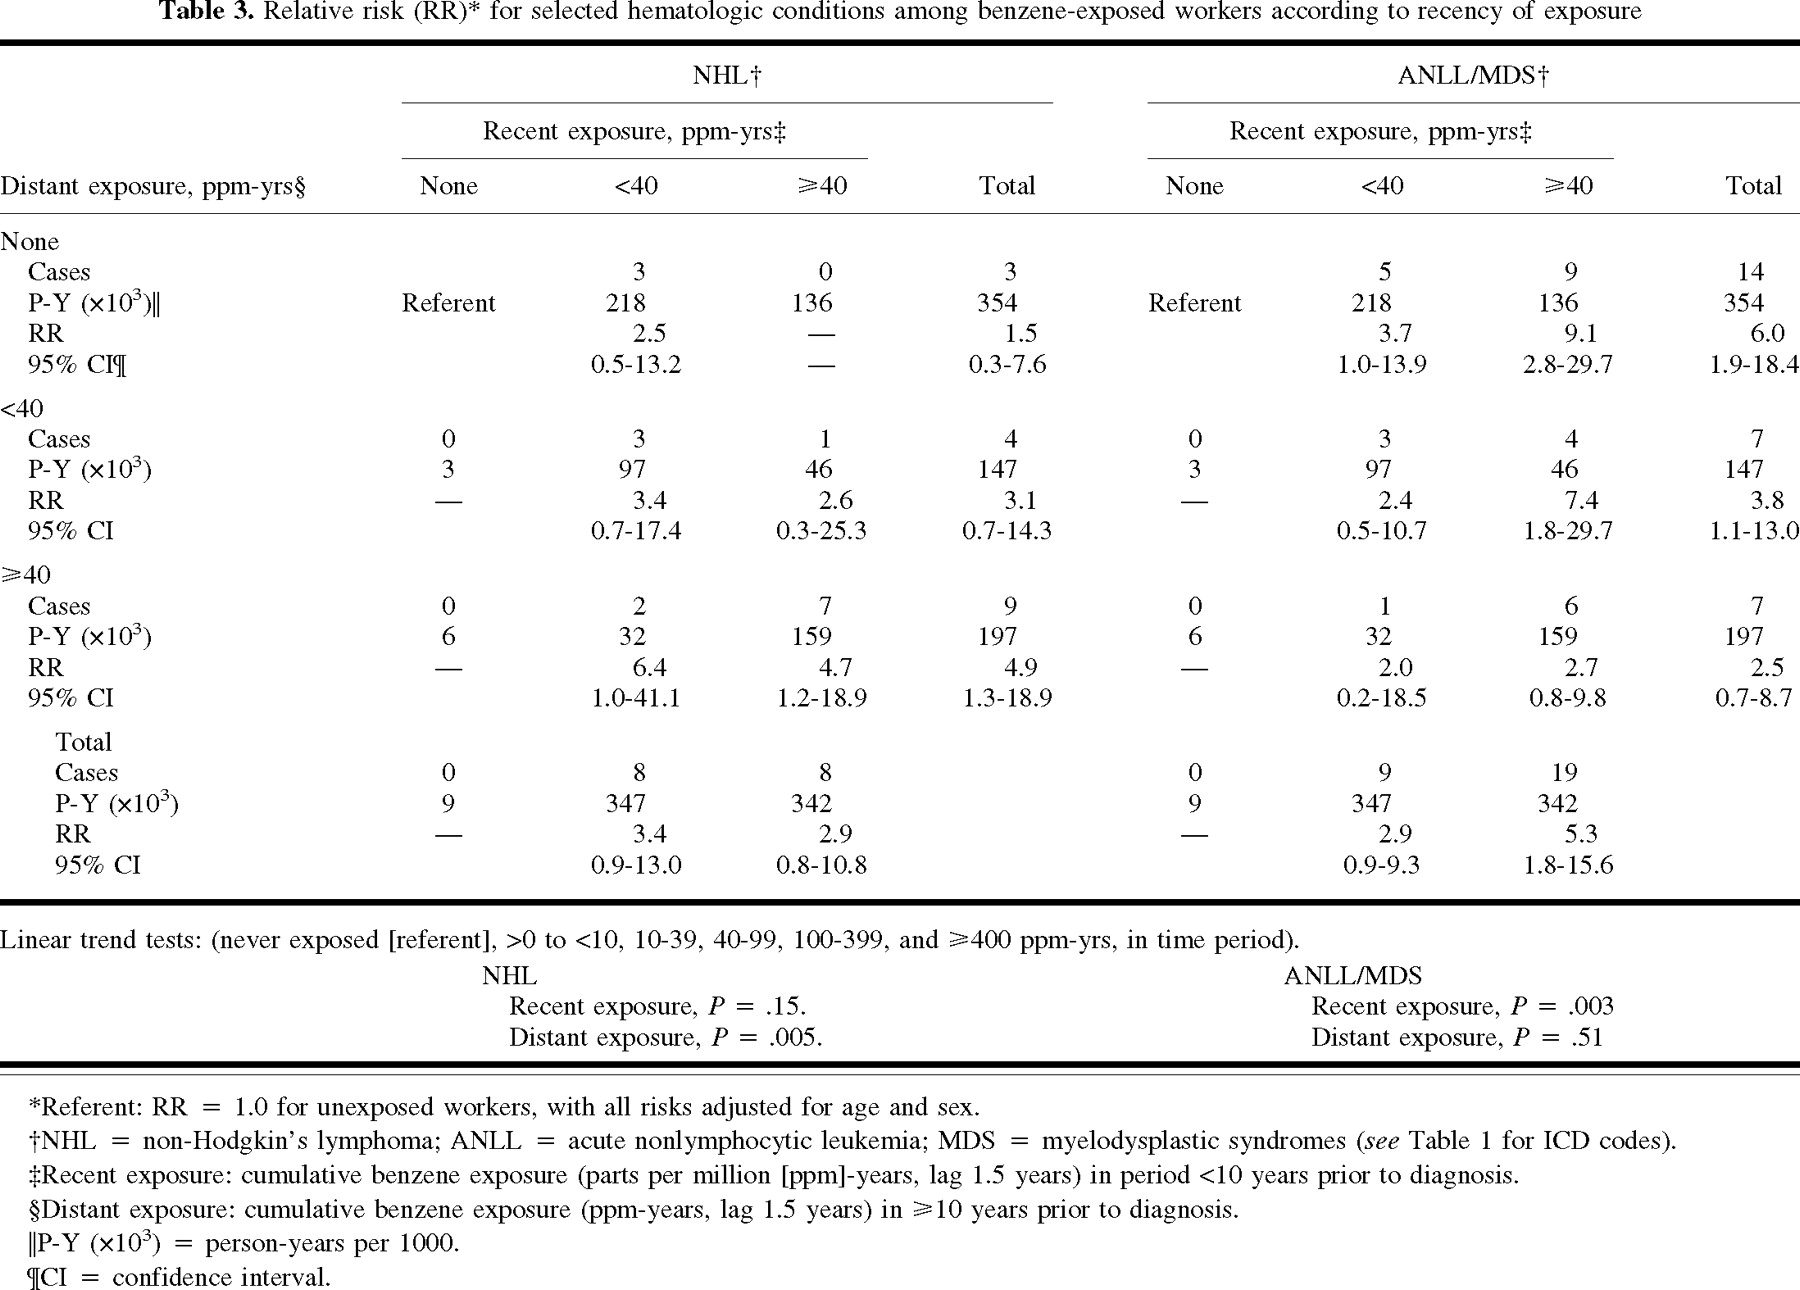 Table 3. Relative risk (RR)* for selected hematologic conditions among benzene-exposed workers according to recency of exposure
NHL† ANLL/MDS†
Recent exposure, ppm-yrs‡ Recent exposure, ppm-yrs‡
Distant exposure, ppm-yrs§ None <40 ⩾40 Total None <40 ⩾40 Total
None
Cases 3 0 3 5 9 14
P-Y (×10³)‖ Referent 218 136 354 Referent 218 136 354
RR 2.5 — 1.5 3.7 9.1 6.0
95% CI¶ 0.5-13.2 — 0.3-7.6 1.0-13.9 2.8-29.7 1.9-18.4
<40
Cases 0 3 1 4 0 3 4 7
P-Y (×10³) 3 97 46 147 3 97 46 147
RR — 3.4 2.6 3.1 — 2.4 7.4 3.8
95% CI 0.7-17.4 0.3-25.3 0.7-14.3 0.5-10.7 1.8-29.7 1.1-13.0
⩾40
Cases 0 2 7 9 0 1 6 7
P-Y (×10³) 6 32 159 197 6 32 159 197
RR — 6.4 4.7 4.9 — 2.0 2.7 2.5
95% CI 1.0-41.1 1.2-18.9 1.3-18.9 0.2-18.5 0.8-9.8 0.7-8.7
Total
Cases 0 8 8 0 9 19
P-Y (×10³) 9 347 342 9 347 342
RR — 3.4 2.9 — 2.9 5.3
95% CI 0.9-13.0 0.8-10.8 0.9-9.3 1.8-15.6
Linear trend tests: (never exposed [referent], >0 to <10, 10-39, 40-99, 100-399, and ⩾400 ppm-yrs, in time period).
NHL ANLL/MDS
Recent exposure, P = .15. Recent exposure, P = .003
Distant exposure, P = .005. Distant exposure, P = .51
*Referent: RR = 1.0 for unexposed workers, with all risks adjusted for age and sex.
†NHL = non-Hodgkin's lymphoma; ANLL = acute nonlymphocytic leukemia; MDS = myelodysplastic syndromes (see Table 1 for ICD codes).
‡Recent exposure: cumulative benzene exposure (parts per million [ppm]-years, lag 1.5 years) in period <10 years prior to diagnosis.
§Distant exposure: cumulative benzene exposure (ppm-years, lag 1.5 years) in ⩾10 years prior to diagnosis.
‖P-Y (×10³) = person-years per 1000.
¶CI = confidence interval.